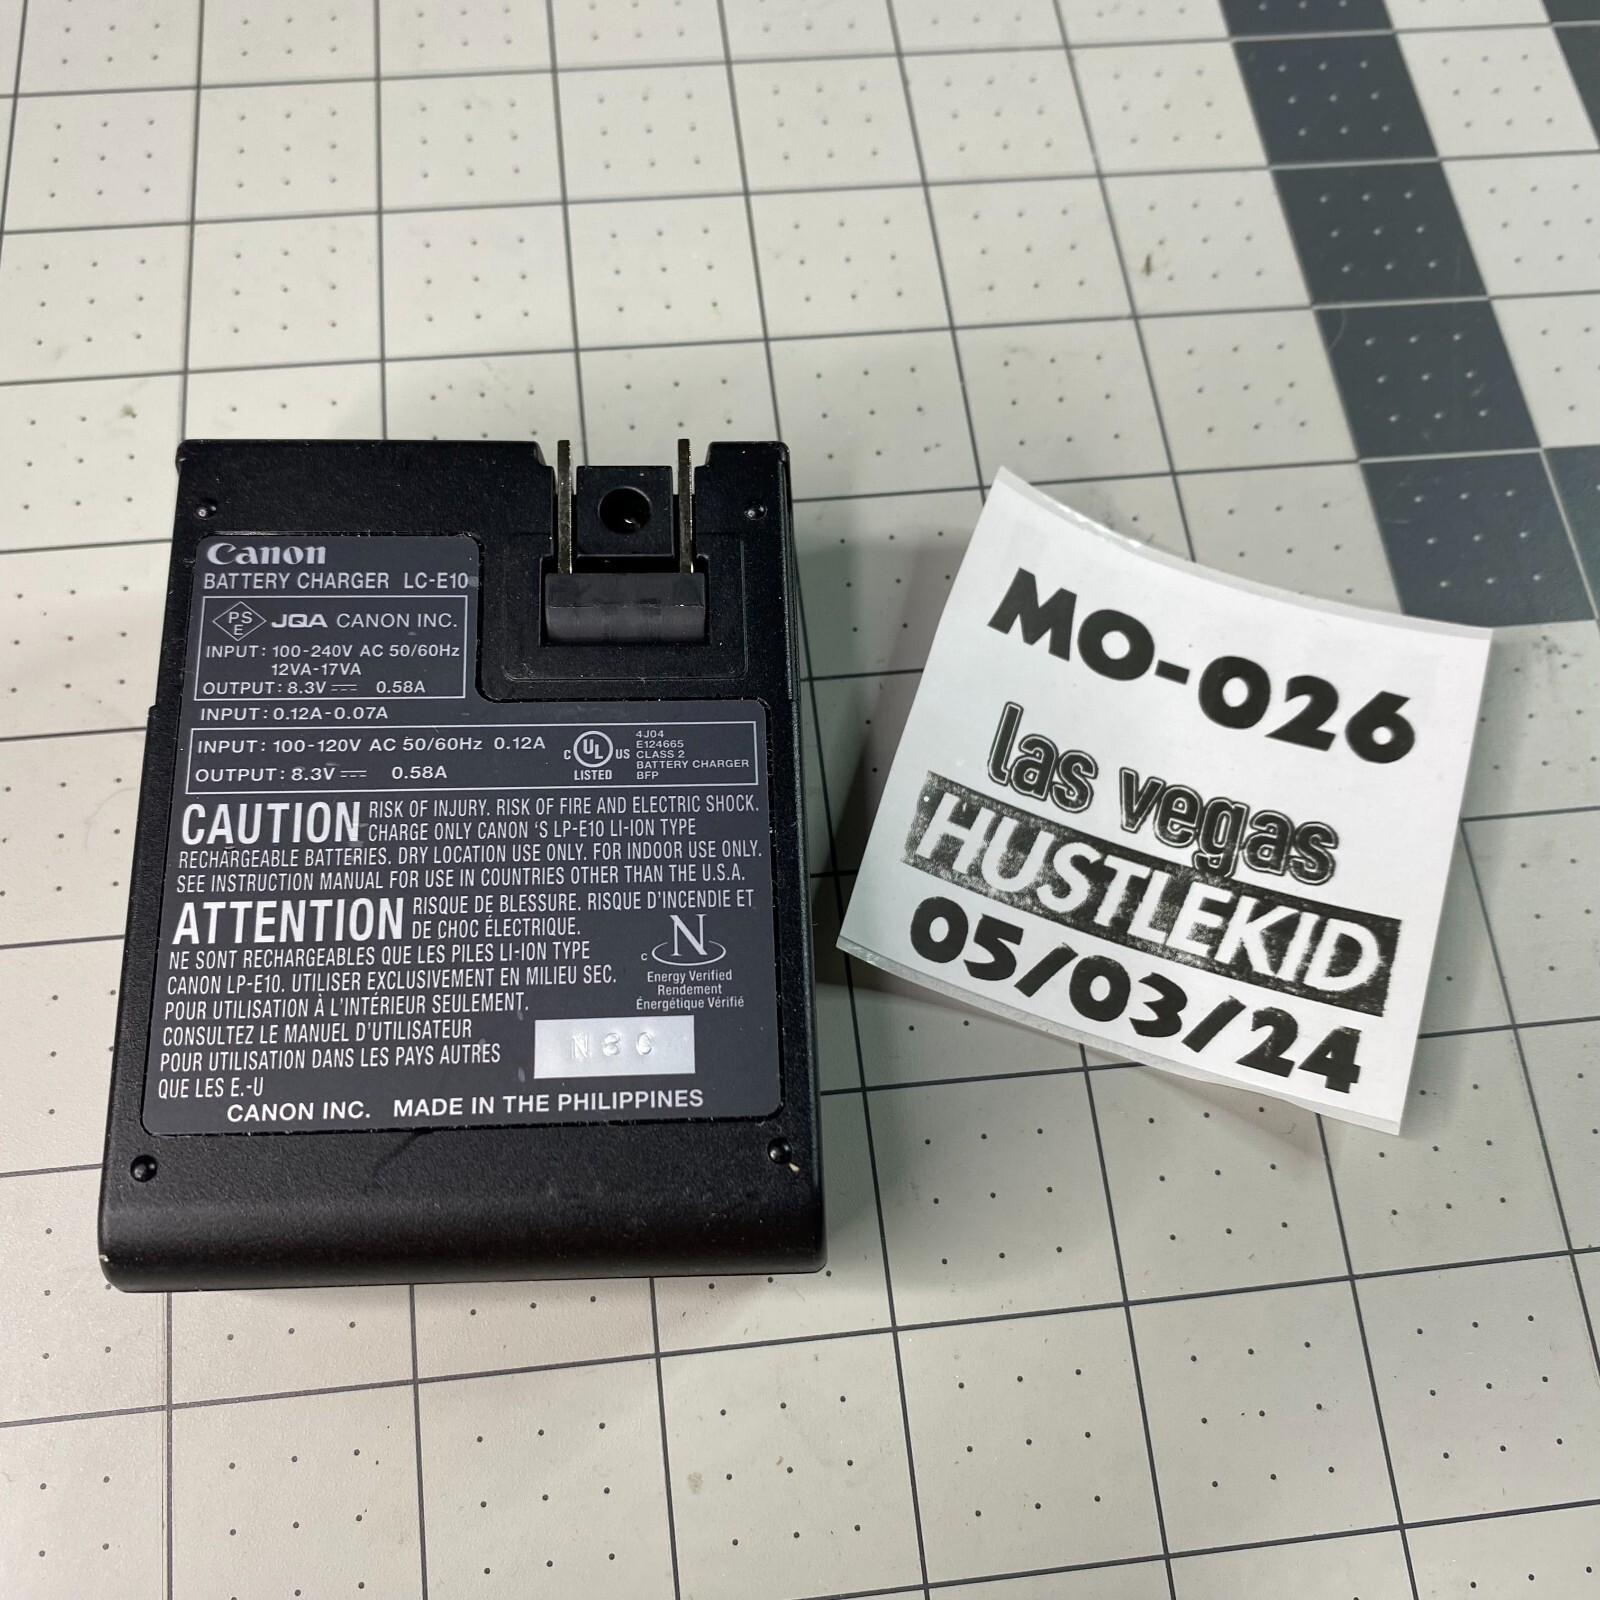 Canon
BATTERY CHARGER LC-E10
PS
E
JQA CANON INC.
INPUT: 100-240V AC 50/60Hz
12VA-17VA
OUTPUT: 8.3V ⎓ 0.58A
INPUT: 0.12A-0.07A
INPUT: 100-120V AC 50/60Hz 0.12A
OUTPUT: 8.3V ⎓ 0.58A
C UL US
LISTED
4J04
E124665
CLASS 2
BATTERY CHARGER
BFP
CAUTION RISK OF INJURY. RISK OF FIRE AND ELECTRIC SHOCK.
CHARGE ONLY CANON 'S LP-E10 LI-ION TYPE
RECHARGEABLE BATTERIES. DRY LOCATION USE ONLY. FOR INDOOR USE ONLY.
SEE INSTRUCTION MANUAL FOR USE IN COUNTRIES OTHER THAN THE U.S.A.
ATTENTION RISQUE DE BLESSURE. RISQUE D'INCENDIE ET
DE CHOC ÉLECTRIQUE.
NE SONT RECHARGEABLES QUE LES PILES LI-ION TYPE
CANON LP-E10. UTILISER EXCLUSIVEMENT EN MILIEU SEC.
POUR UTILISATION À L'INTÉRIEUR SEULEMENT.
CONSULTEZ LE MANUEL D'UTILISATEUR
POUR UTILISATION DANS LES PAYS AUTRES
QUE LES E.-U
C N
Energy Verified
Rendement
Énergétique Vérifié
CANON INC. MADE IN THE PHILIPPINES
MO-026
las vegas
HUSTLEKID
05/03/24